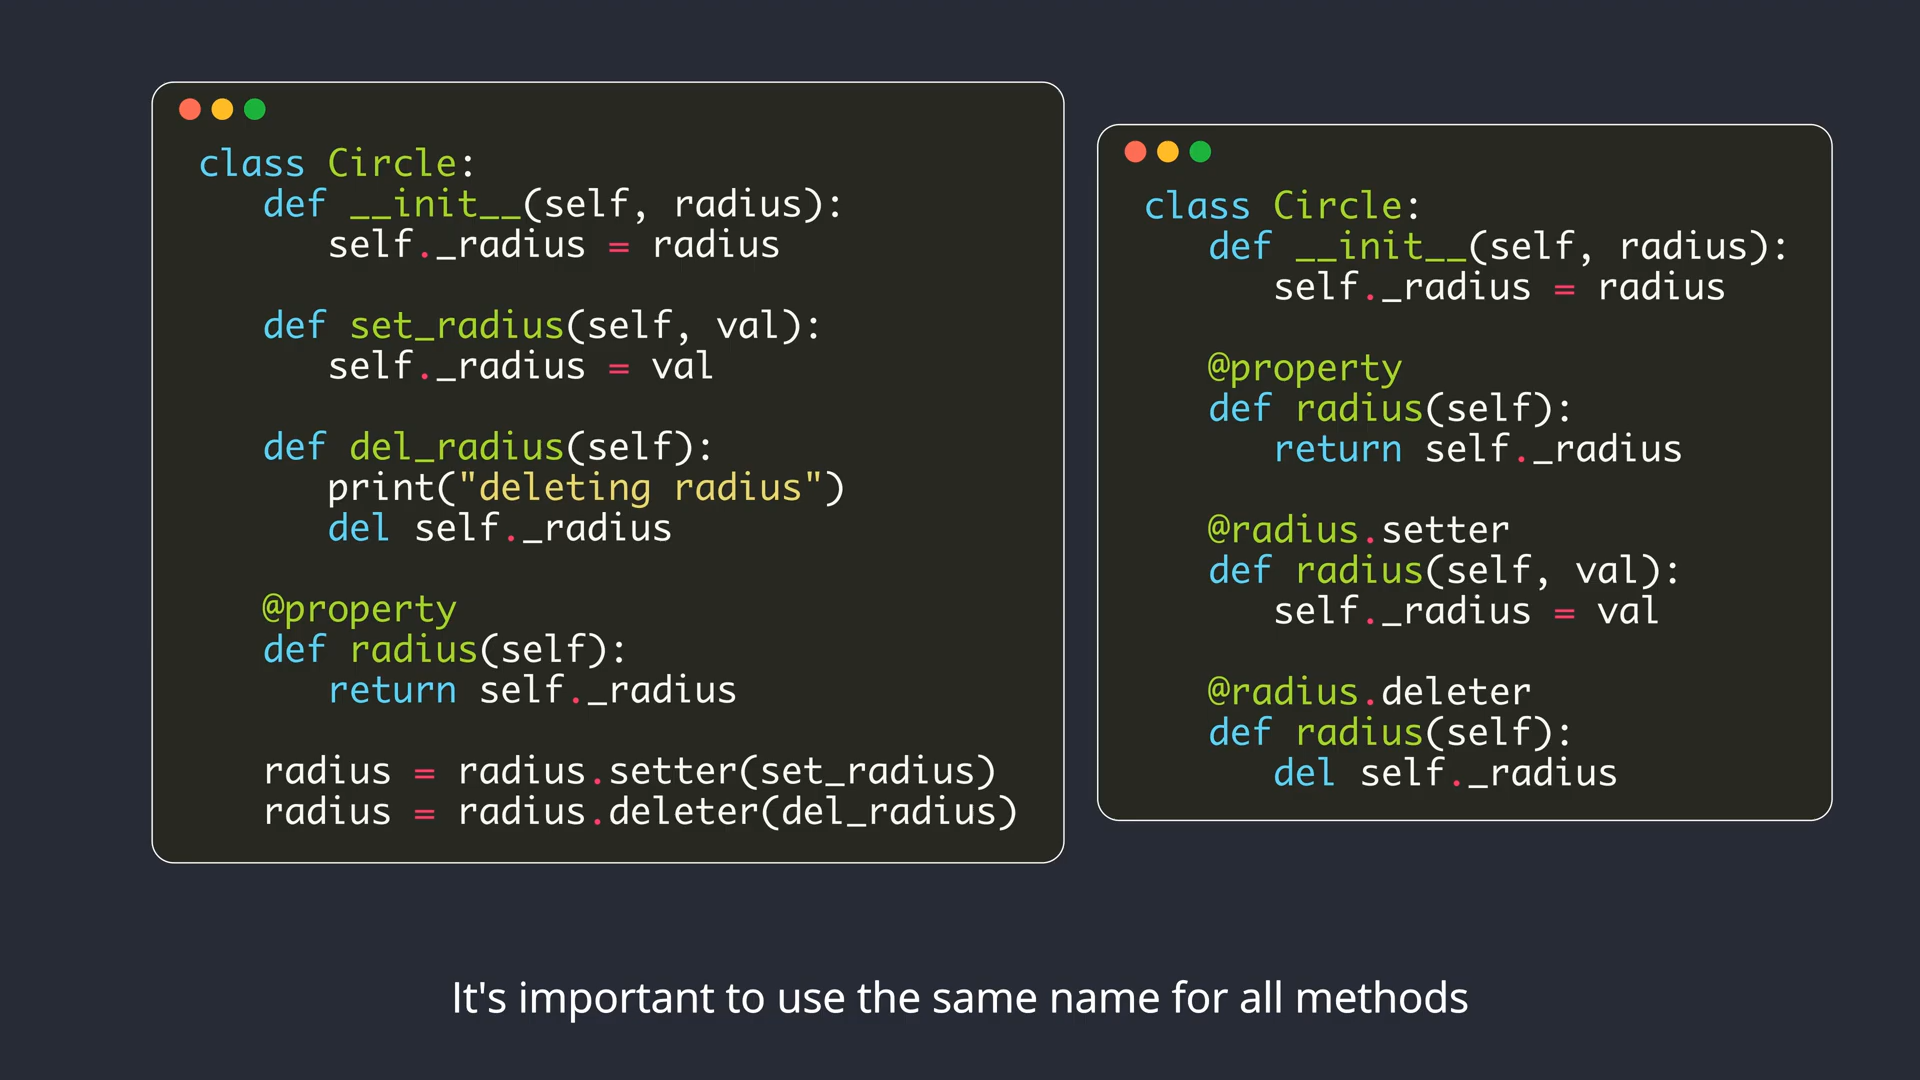 class Circle:
def __init__(self, radius):
self._radius = radius
def set_radius(self, val):
self._radius = val
def del_radius(self):
print("deleting radius")
del self._radius
@property
def radius(self):
return self._radius
radius = radius.setter(set_radius)
radius = radius.deleter(del_radius)
class Circle:
def __init__(self, radius):
self._radius = radius
@property
def radius(self):
return self._radius
@radius.setter
def radius(self, val):
self._radius = val
@radius.deleter
def radius(self):
del self._radius
It's important to use the same name for all methods